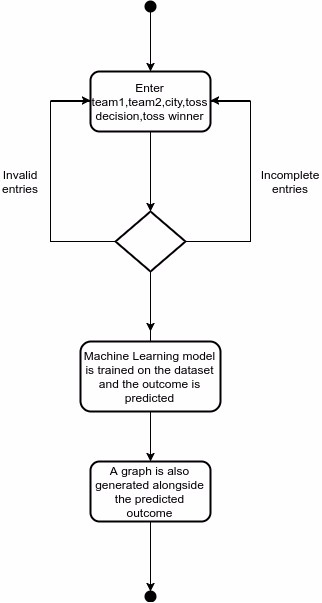 Enter
team1,team2,city,toss
decision,toss winner
Invalid
entries
Incomplete
entries
Machine Learning model
is trained on the dataset
and the outcome is
predicted
A graph is also
generated alongside
the predicted
outcome